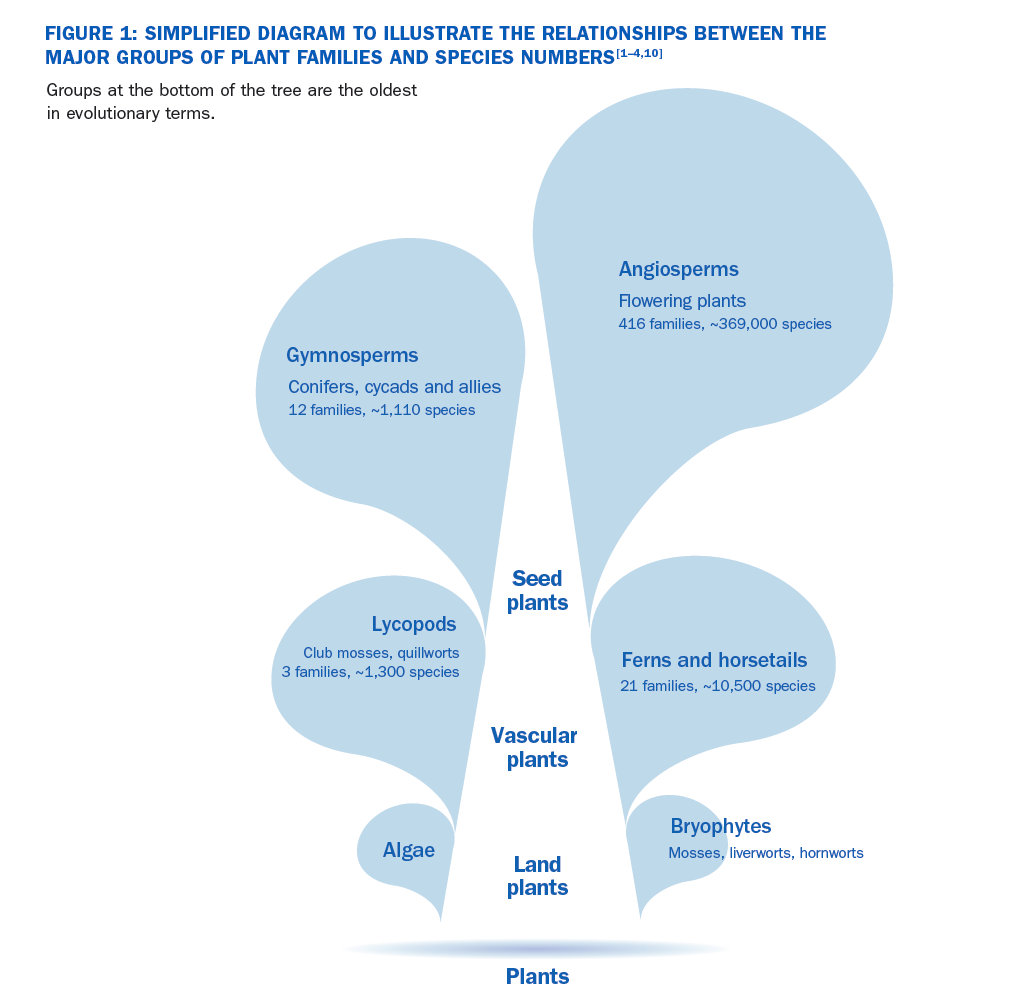 FIGURE 1: SIMPLIFIED DIAGRAM TO ILLUSTRATE THE RELATIONSHIPS BETWEEN THE
MAJOR GROUPS OF PLANT FAMILIES AND SPECIES NUMBERS[1–4,10]
Groups at the bottom of the tree are the oldest
in evolutionary terms.
Angiosperms
Flowering plants
416 families, ~369,000 species
Gymnosperms
Conifers, cycads and allies
12 families, ~1,110 species
Seed
plants
Lycopods
Club mosses, quillworts
3 families, ~1,300 species
Ferns and horsetails
21 families, ~10,500 species
Vascular
plants
Algae
Bryophytes
Mosses, liverworts, hornworts
Land
plants
Plants